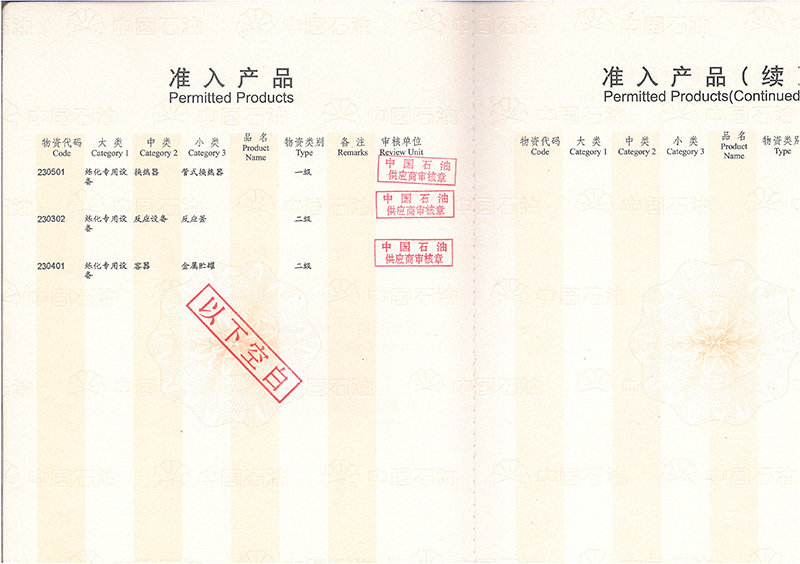 准入产品
Permitted Products
物资代码 大类 中类 小类 品名 物资类别 备注 审核单位
Code Category 1 Category 2 Category 3 Product Name Type Remarks Review Unit
230501 炼化专用设备 换热器 管式换热器 一级
中国石油
供应商审核章
230302 炼化专用设备 反应设备 反应釜 二级
中国石油
供应商审核章
230401 炼化专用设备 容器 金属贮罐 二级
中国石油
供应商审核章
以下空白
准入产品(续
Permitted Products(Continued
物资代码 大类 中类 小类 品名 物资类别
Code Category 1 Category 2 Category 3 Product Name Type